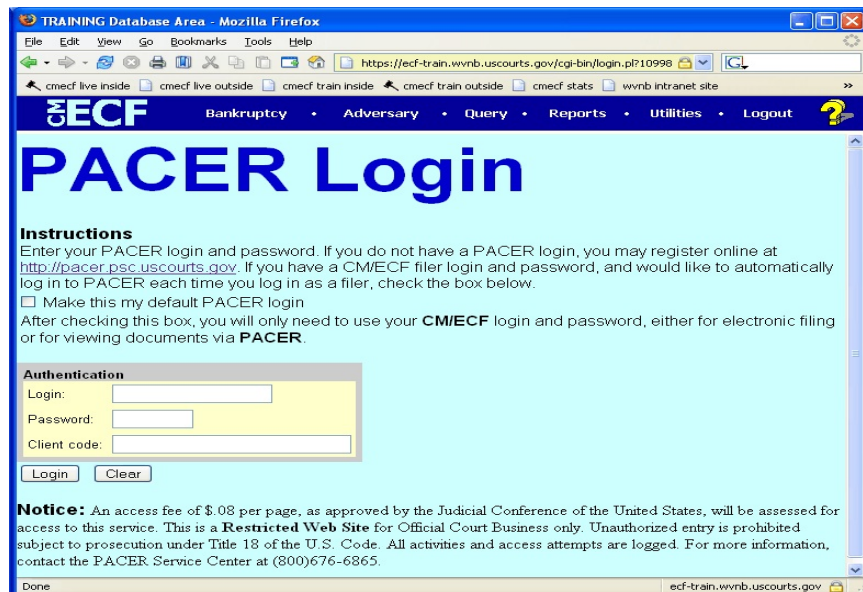 TRAINING Database Area - Mozilla Firefox
File Edit View Go Bookmarks Tools Help
https://ecf-train.wvnb.uscourts.gov/cgi-bin/login.pl?10998
cmecf live inside cmecf live outside cmecf train inside cmecf train outside cmecf stats wvnb intranet site »
CM ECF Bankruptcy • Adversary • Query • Reports • Utilities • Logout ?
PACER Login
Instructions
Enter your PACER login and password. If you do not have a PACER login, you may register online at
http://pacer.psc.uscourts.gov. If you have a CM/ECF filer login and password, and would like to automatically
log in to PACER each time you log in as a filer, check the box below.
Make this my default PACER login
After checking this box, you will only need to use your CM/ECF login and password, either for electronic filing
or for viewing documents via PACER.
Authentication
Login:
Password:
Client code:
Login Clear
Notice: An access fee of $.08 per page, as approved by the Judicial Conference of the United States, will be assessed for
access to this service. This is a Restricted Web Site for Official Court Business only. Unauthorized entry is prohibited
subject to prosecution under Title 18 of the U.S. Code. All activities and access attempts are logged. For more information,
contact the PACER Service Center at (800)676-6865.
Done ecf-train.wvnb.uscourts.gov